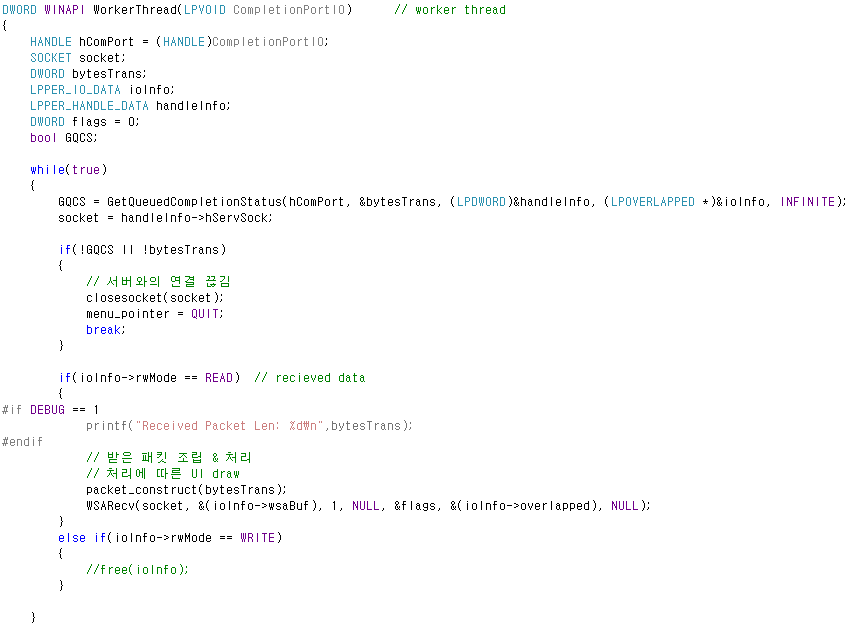 DWORD WINAPI WorkerThread(LPVOID CompletionPortIO)      // worker thread
{
    HANDLE hComPort = (HANDLE)CompletionPortIO;
    SOCKET socket;
    DWORD bytesTrans;
    LPPER_IO_DATA ioInfo;
    LPPER_HANDLE_DATA handleInfo;
    DWORD flags = 0;
    bool GQCS;

    while(true)
    {
        GQCS = GetQueuedCompletionStatus(hComPort, &bytesTrans, (LPDWORD)&handleInfo, (LPOVERLAPPED *)&ioInfo, INFINITE);
        socket = handleInfo->hServSock;

        if(!GQCS || !bytesTrans)
        {
            // 서버와의 연결 끊김
            closesocket(socket);
            menu_pointer = QUIT;
            break;
        }

        if(ioInfo->rwMode == READ)  // recieved data
        {
#if DEBUG == 1
            printf("Received Packet Len: %d₩n",bytesTrans);
#endif
            // 받은 패킷 조립 & 처리
            // 처리에 따른 UI draw
            packet_construct(bytesTrans);
            WSARecv(socket, &(ioInfo->wsaBuf), 1, NULL, &flags, &(ioInfo->overlapped), NULL);
        }
        else if(ioInfo->rwMode == WRITE)
        {
            //free(ioInfo);
        }

    }